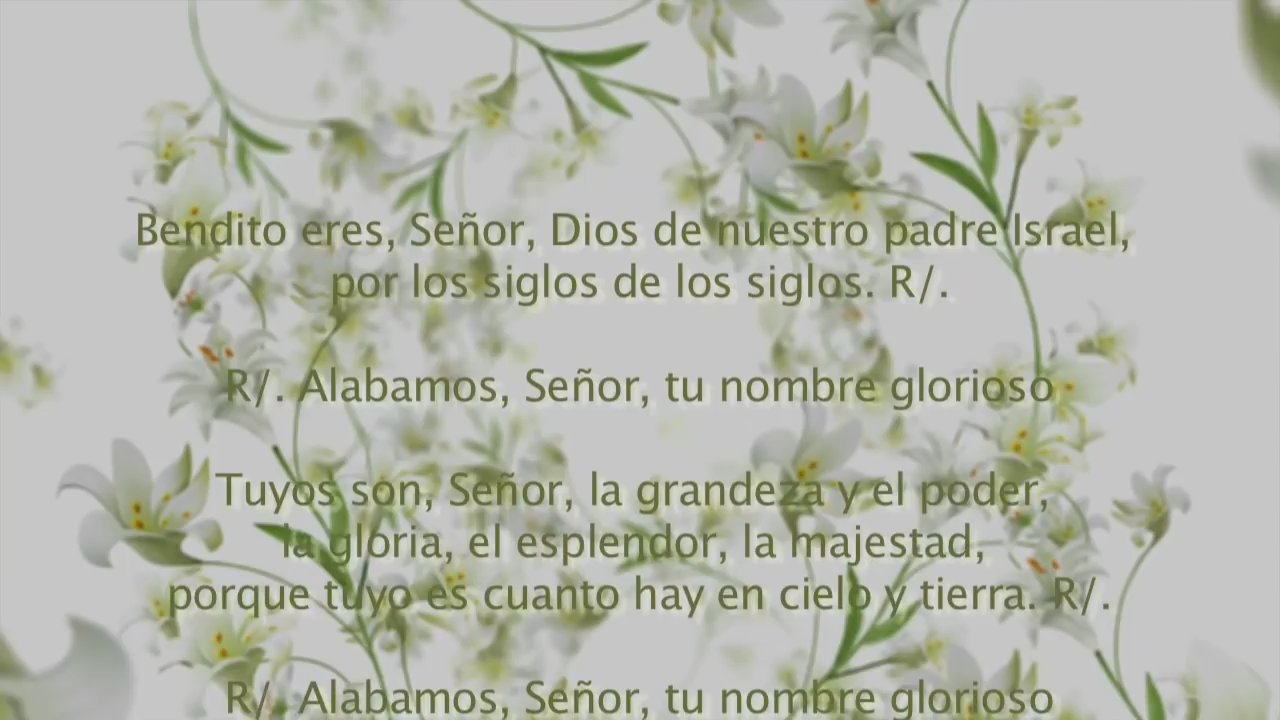 Bendito eres, Señor, Dios de nuestro padre Israel,
por los siglos de los siglos. R/.
R/. Alabamos, Señor, tu nombre glorioso
Tuyos son, Señor, la grandeza y el poder,
la gloria, el esplendor, la majestad,
porque tuyo es cuanto hay en cielo y tierra. R/.
R/. Alabamos, Señor, tu nombre glorioso